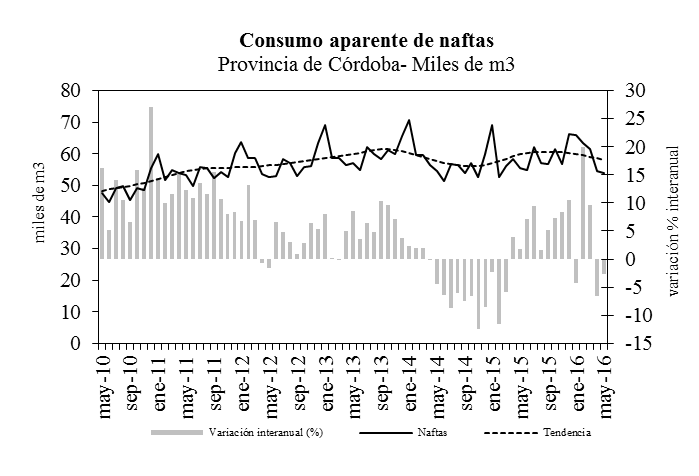 Consumo aparente de naftas
Provincia de Córdoba- Miles de m3
80
70
60
50
40
30
20
10
0
miles de m3
30
25
20
15
10
5
0
-5
-10
-15
variación % interanual
may-10
sep-10
ene-11
may-11
sep-11
ene-12
may-12
sep-12
ene-13
may-13
sep-13
ene-14
may-14
sep-14
ene-15
may-15
sep-15
ene-16
may-16
Variación interanual (%) Naftas Tendencia